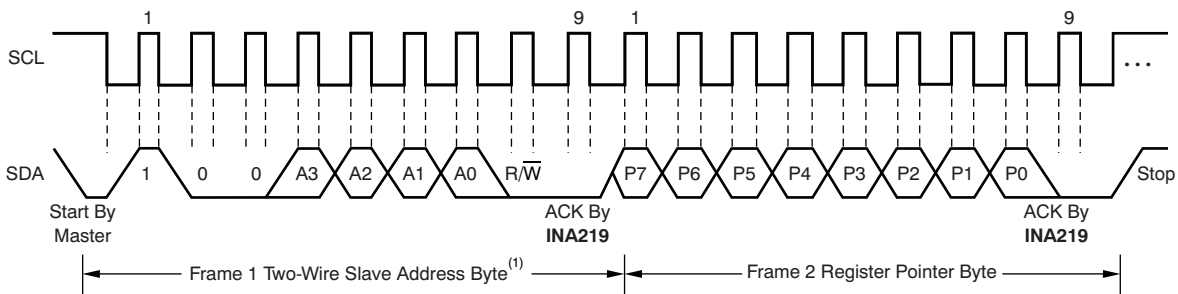 1 9 1 9
SCL
...
SDA
1 0 0 A3 A2 A1 A0 R/W̅ P7 P6 P5 P4 P3 P2 P1 P0 Stop
Start By
Master
ACK By
INA219
ACK By
INA219
Frame 1 Two-Wire Slave Address Byte(1)
Frame 2 Register Pointer Byte